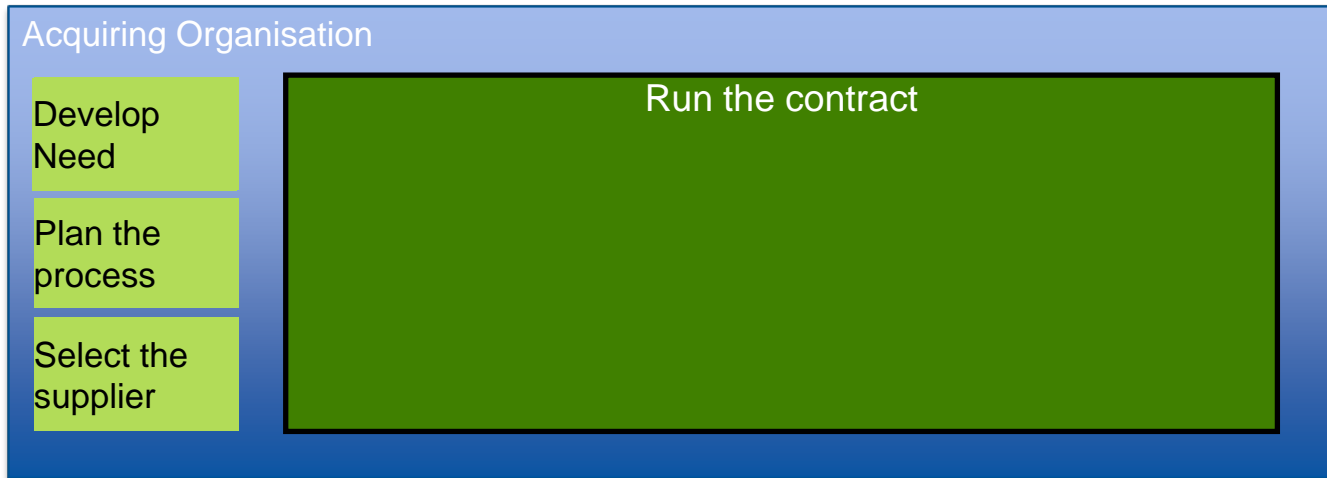 Acquiring Organisation
Develop
Need
Plan the
process
Select the
supplier
Run the contract